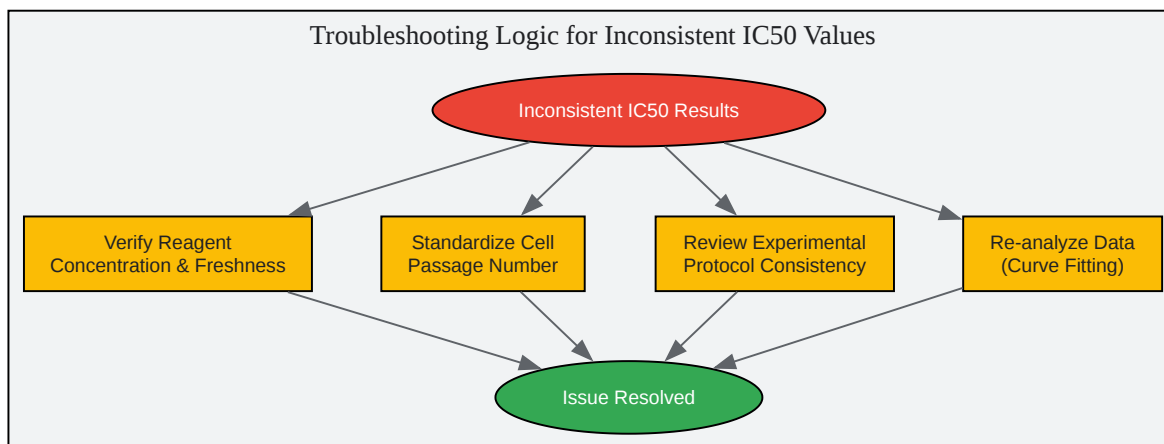 Troubleshooting Logic for Inconsistent IC50 Values
Inconsistent IC50 Results
Verify Reagent
Concentration & Freshness
Standardize Cell
Passage Number
Review Experimental
Protocol Consistency
Re-analyze Data
(Curve Fitting)
Issue Resolved